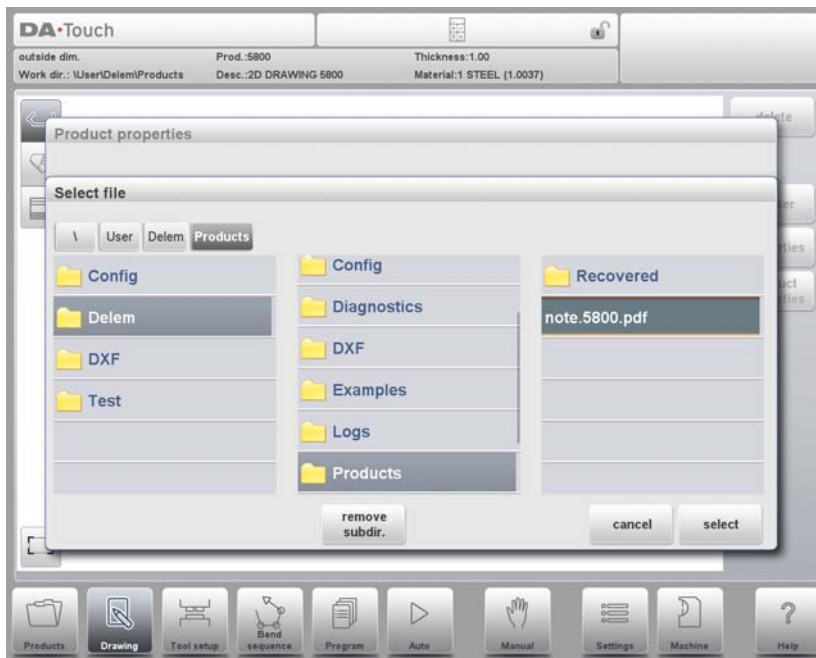 DA·Touch
outside dim. Prod.:5800 Thickness:1.00
Work dir.: \User\Delem\Products Desc.:2D DRAWING 5800 Material:1 STEEL (1.0037)
delete
Product properties
Select file
\ User Delem Products
Config Config Recovered
Delem Diagnostics note.5800.pdf
DXF DXF
Test Examples
Logs
Products
remove
subdir.
cancel select
Products Drawing Tool setup Bend
sequence Program Auto Manual Settings Machine Help
?